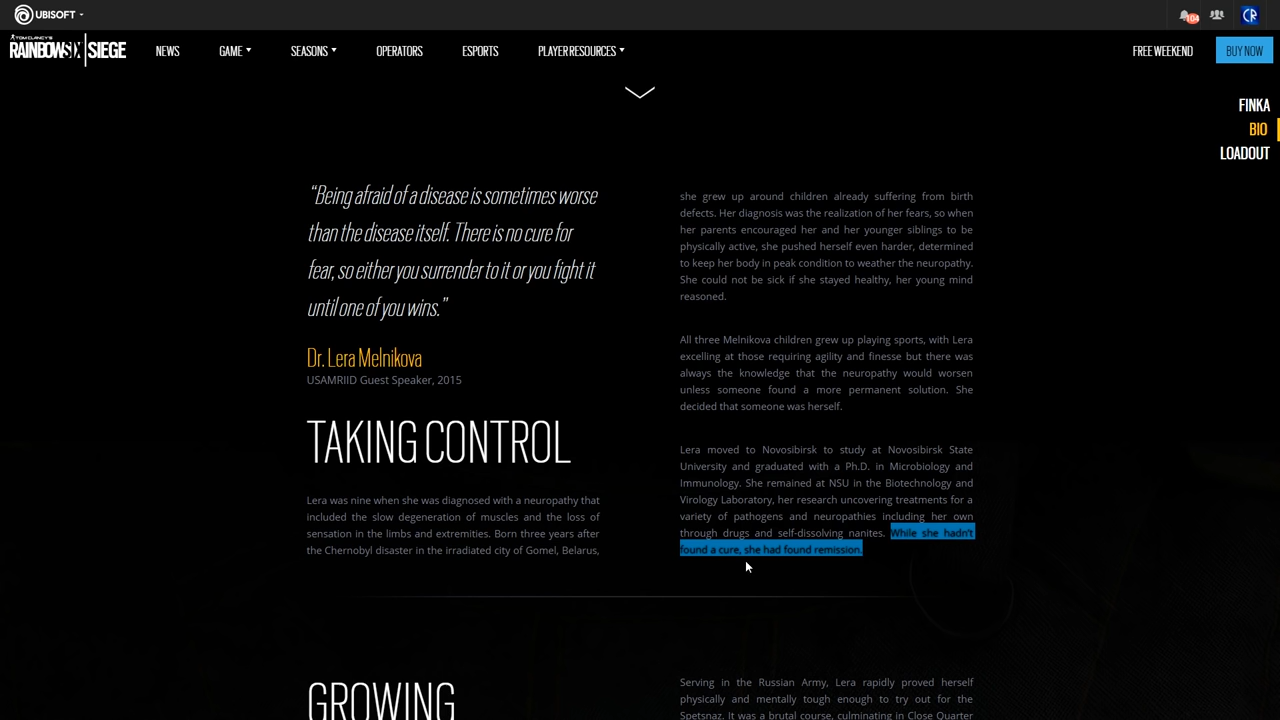 UBISOFT
104
CR
TOM CLANCY'S
RAINBOW SIX | SIEGE
NEWS
GAME
SEASONS
OPERATORS
ESPORTS
PLAYER RESOURCES
FREE WEEKEND
BUY NOW
FINKA
BIO
LOADOUT
“Being afraid of a disease is sometimes worse
than the disease itself. There is no cure for
fear, so either you surrender to it or you fight it
until one of you wins.”
Dr. Lera Melnikova
USAMRIID Guest Speaker, 2015
TAKING CONTROL
Lera was nine when she was diagnosed with a neuropathy that
included the slow degeneration of muscles and the loss of
sensation in the limbs and extremities. Born three years after
the Chernobyl disaster in the irradiated city of Gomel, Belarus,
she grew up around children already suffering from birth
defects. Her diagnosis was the realization of her fears, so when
her parents encouraged her and her younger siblings to be
physically active, she pushed herself even harder, determined
to keep her body in peak condition to weather the neuropathy.
She could not be sick if she stayed healthy, her young mind
reasoned.
All three Melnikova children grew up playing sports, with Lera
excelling at those requiring agility and finesse but there was
always the knowledge that the neuropathy would worsen
unless someone found a more permanent solution. She
decided that someone was herself.
Lera moved to Novosibirsk to study at Novosibirsk State
University and graduated with a Ph.D. in Microbiology and
Immunology. She remained at NSU in the Biotechnology and
Virology Laboratory, her research uncovering treatments for a
variety of pathogens and neuropathies including her own
through drugs and self-dissolving nanites. While she hadn't
found a cure, she had found remission.
GROWING
Serving in the Russian Army, Lera rapidly proved herself
physically and mentally tough enough to try out for the
Spetsnaz. It was a brutal course, culminating in Close Quarter